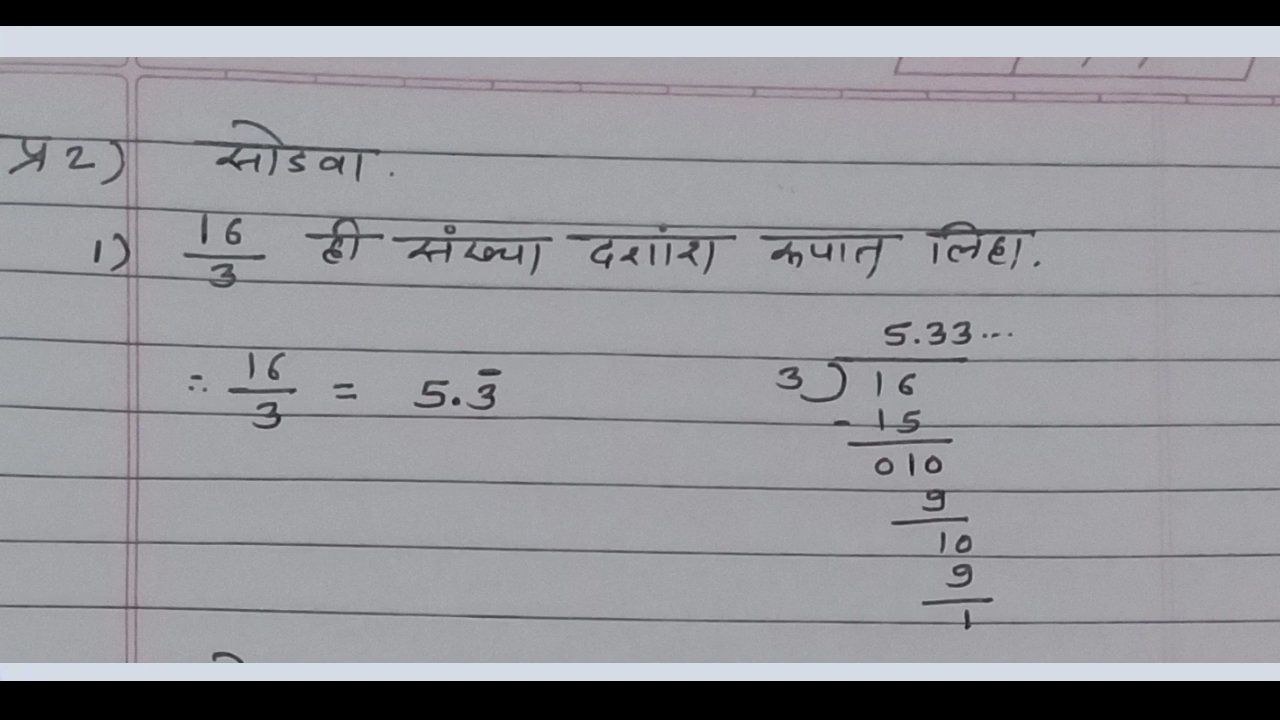 प्र 2) सोडवा.
1) 16/3 ही संख्या दशांश रूपात लिहा.
∴ 16/3 = 5.3̄
5.33...
3) 16
- 15
010
9
10
9
1